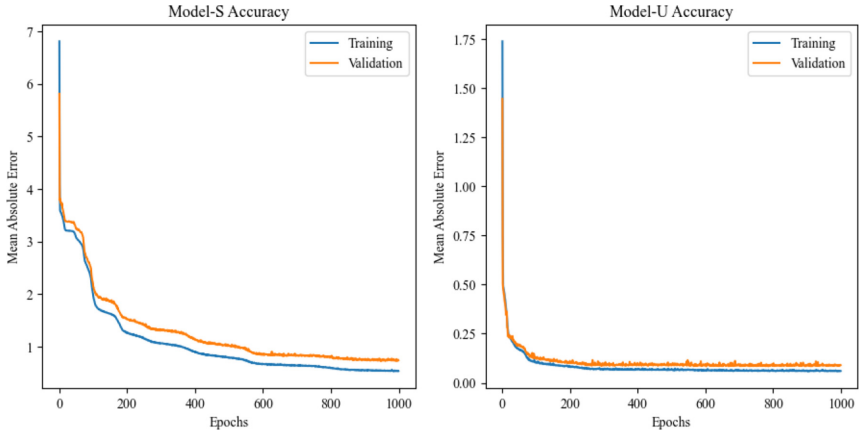 Model-S Accuracy
7
6
5
4
3
2
1
Mean Absolute Error
Training
Validation
0
200
400
600
800
1000
Epochs
Model-U Accuracy
1.75
1.50
1.25
1.00
0.75
0.50
0.25
0.00
Mean Absolute Error
Training
Validation
0
200
400
600
800
1000
Epochs